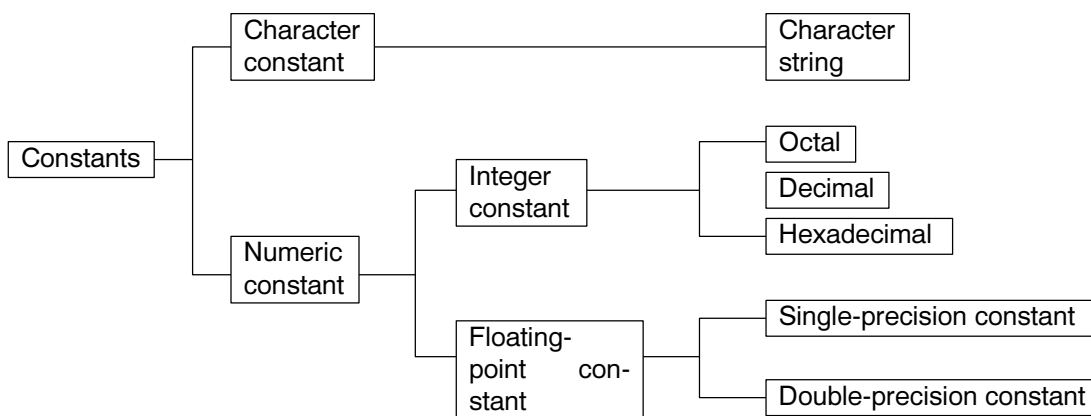 Character
constant
Character
string
Constants
Integer
constant
Octal
Decimal
Hexadecimal
Numeric
constant
Floating-
point con-
stant
Single-precision constant
Double-precision constant